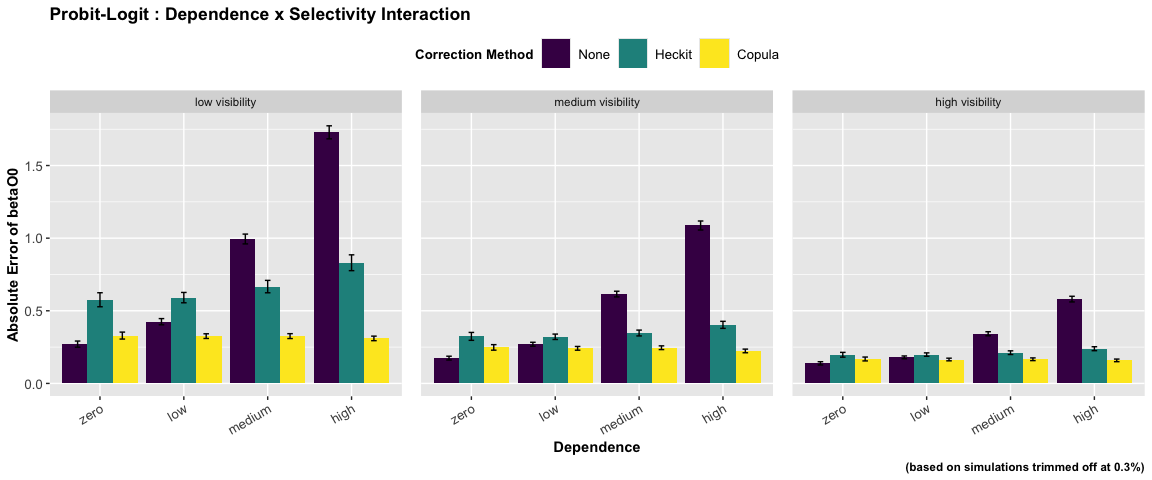 Probit-Logit : Dependence x Selectivity Interaction
Correction Method None Heckit Copula
low visibility medium visibility high visibility
Absolute Error of betaO0
1.5
1.0
0.5
0.0
zero low medium high zero low medium high zero low medium high
Dependence
(based on simulations trimmed off at 0.3%)